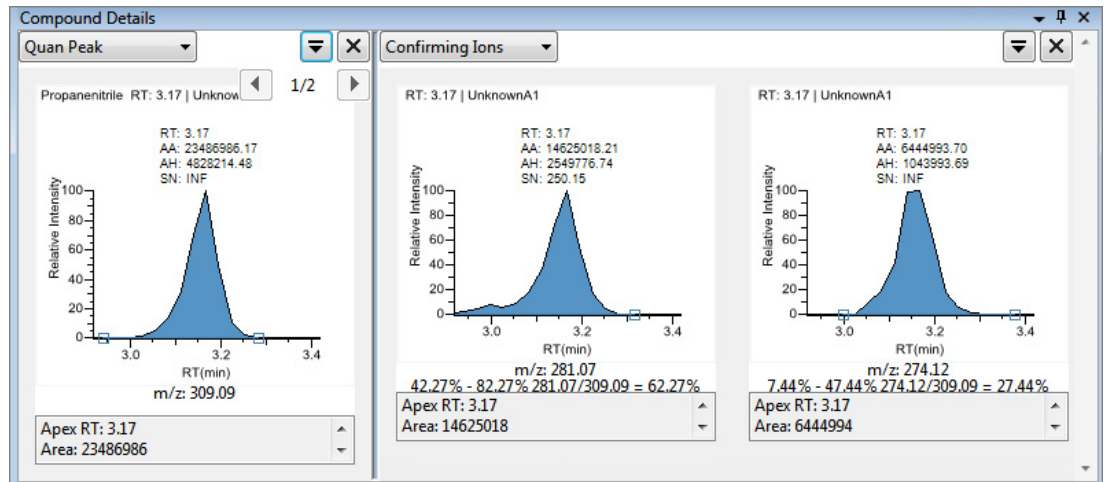 Compound Details
Quan Peak
1/2
Propanenitrile RT: 3.17 | Unknow
RT: 3.17
AA: 23486986.17
AH: 4828214.48
SN: INF
Relative Intensity
100
80
60
40
20
0
3.0
3.2
3.4
RT(min)
m/z: 309.09
Apex RT: 3.17
Area: 23486986
Confirming Ions
RT: 3.17 | UnknownA1
RT: 3.17
AA: 14625018.21
AH: 2549776.74
SN: 250.15
Relative Intensity
100
80
60
40
20
0
3.0
3.2
3.4
RT(min)
m/z: 281.07
42.27% - 82.27% 281.07/309.09 = 62.27%
Apex RT: 3.17
Area: 14625018
RT: 3.17 | UnknownA1
RT: 3.17
AA: 6444993.70
AH: 1043993.69
SN: INF
Relative Intensity
100
80
60
40
20
0
3.0
3.2
3.4
RT(min)
m/z: 274.12
7.44% - 47.44% 274.12/309.09 = 27.44%
Apex RT: 3.17
Area: 6444994